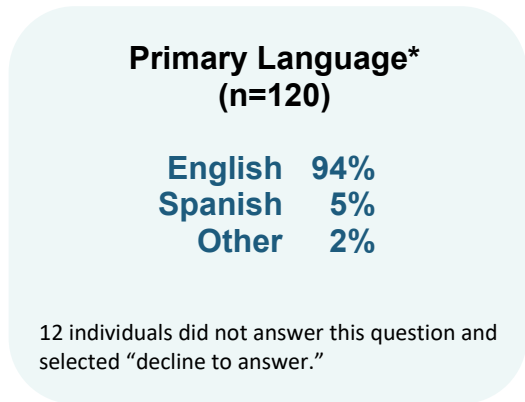 Primary Language*
(n=120)
English 94%
Spanish 5%
Other 2%
12 individuals did not answer this question and
selected “decline to answer.”